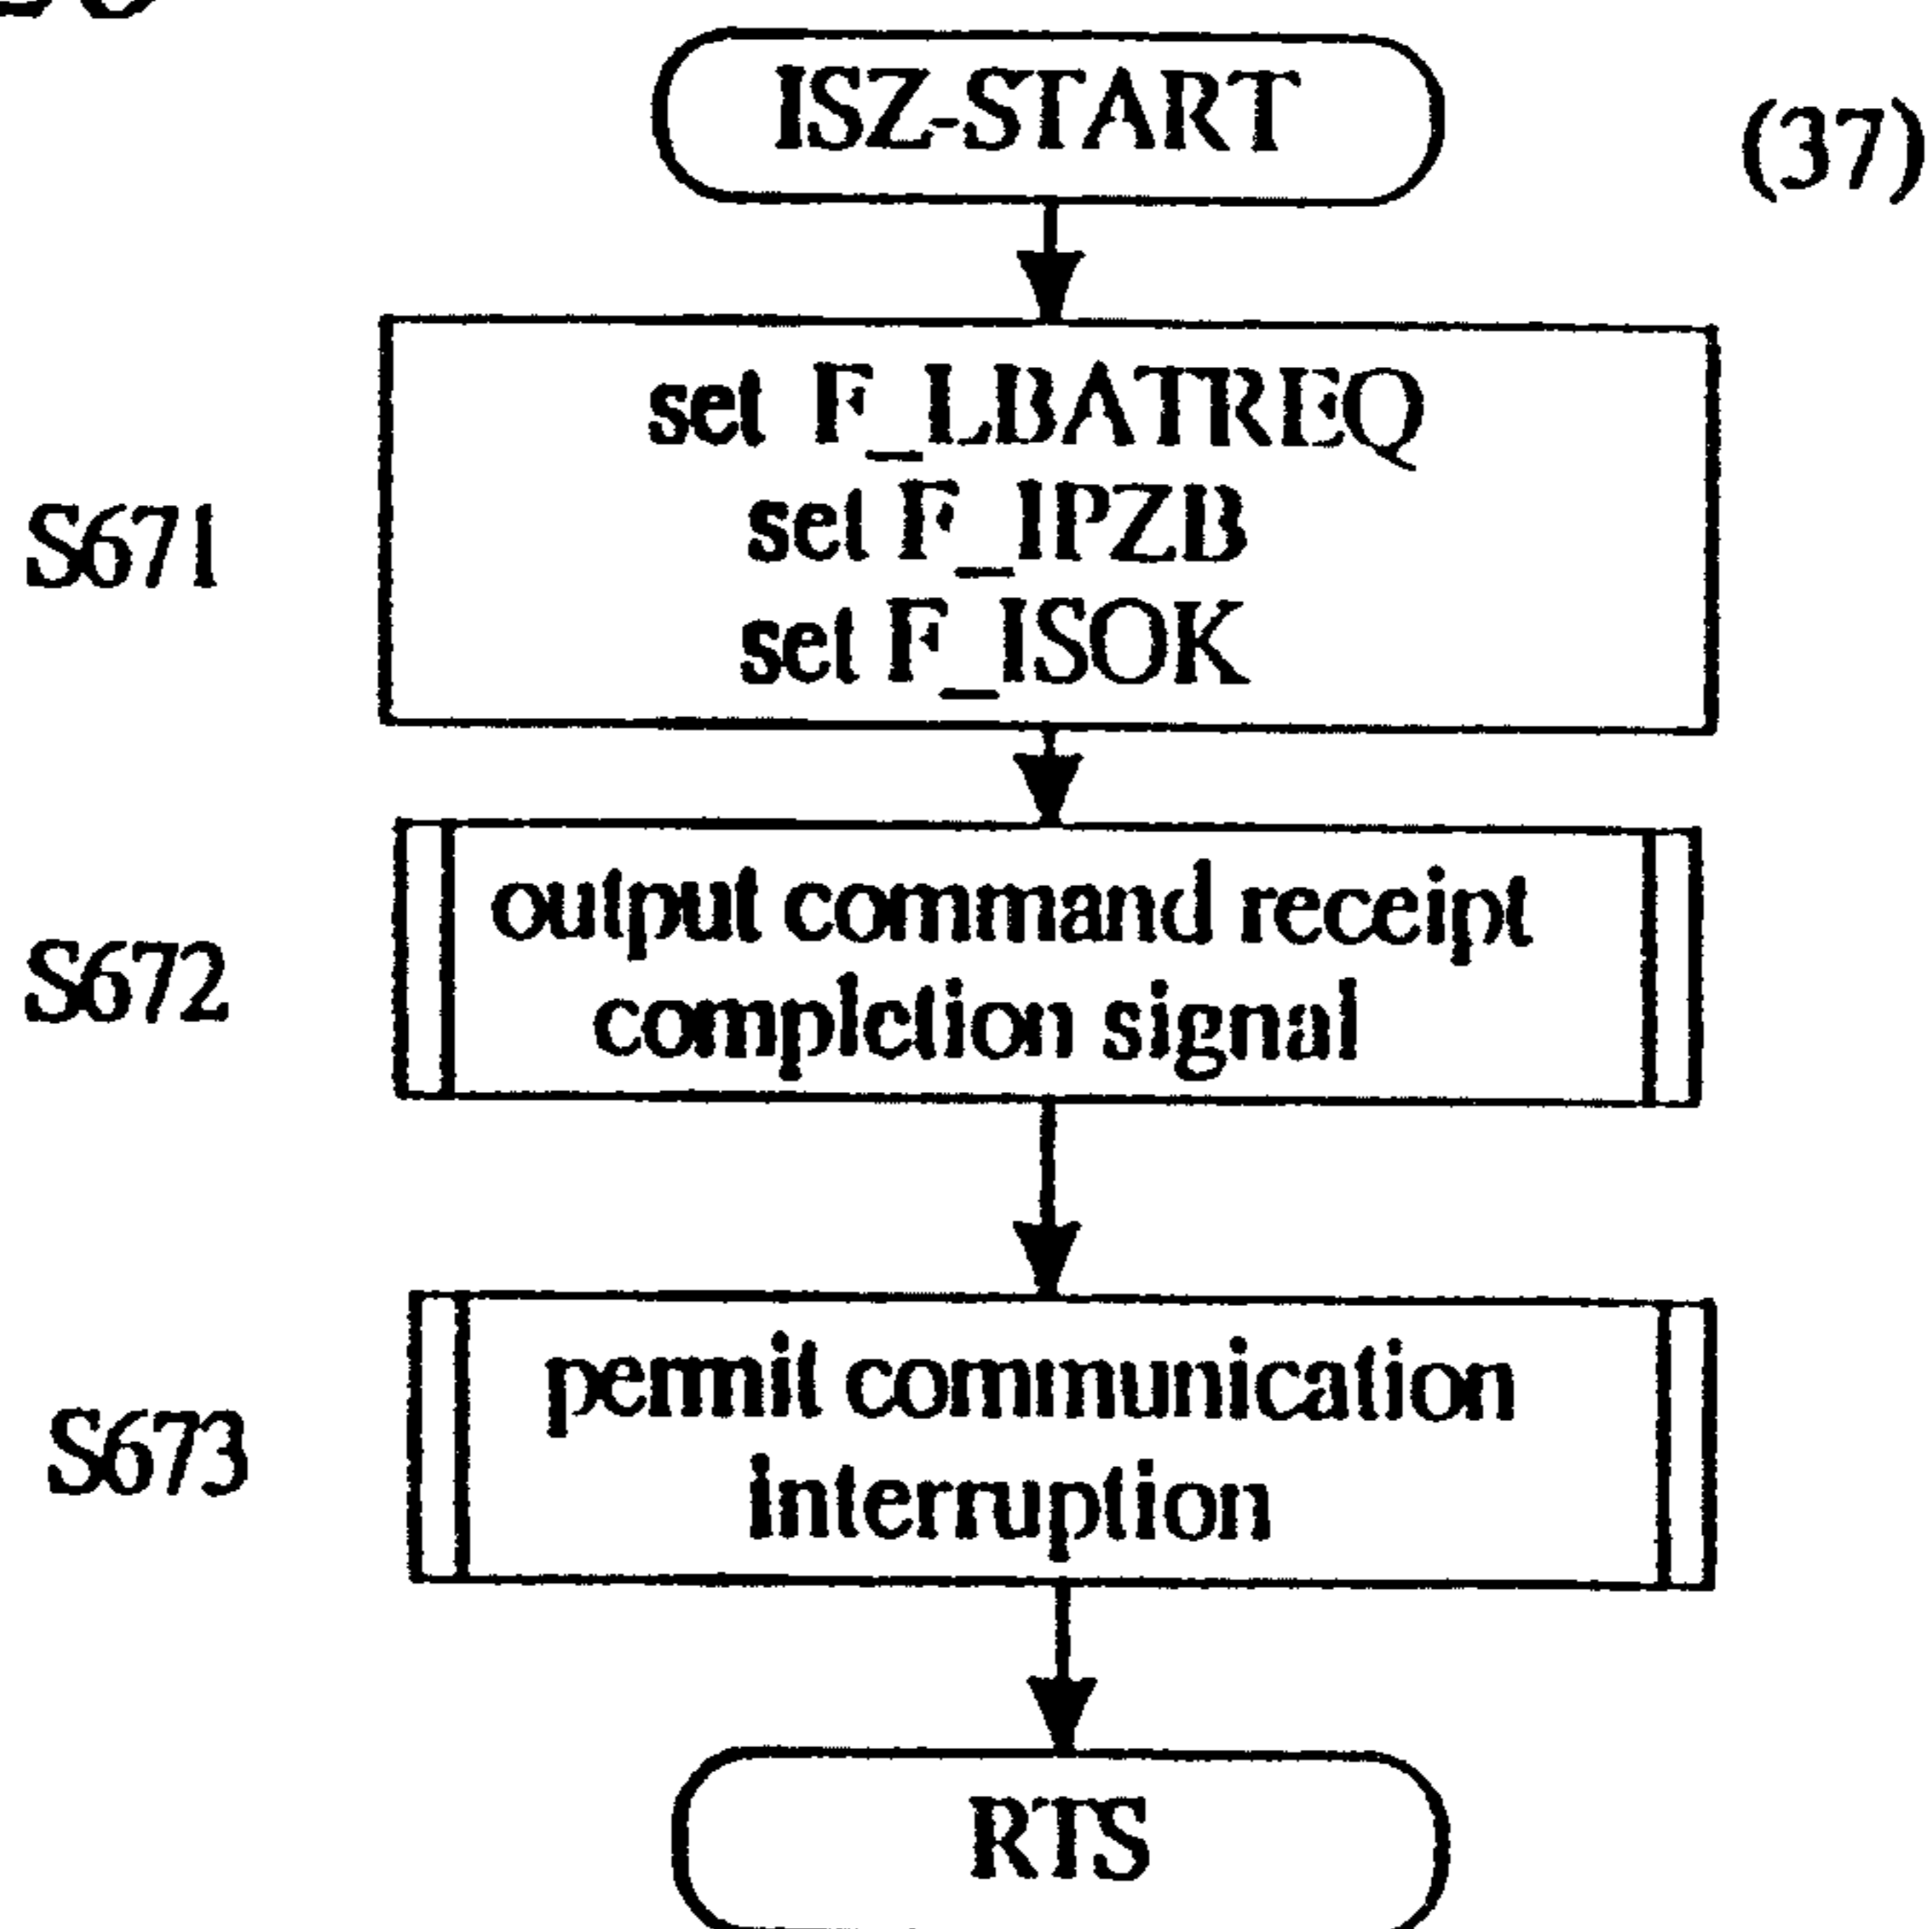 ISZ-START
(37)
set F_LBATREQ
set F_IPZB
set F_ISOK
S671
output command receipt
completion signal
S672
permit communication
interruption
S673
RTS